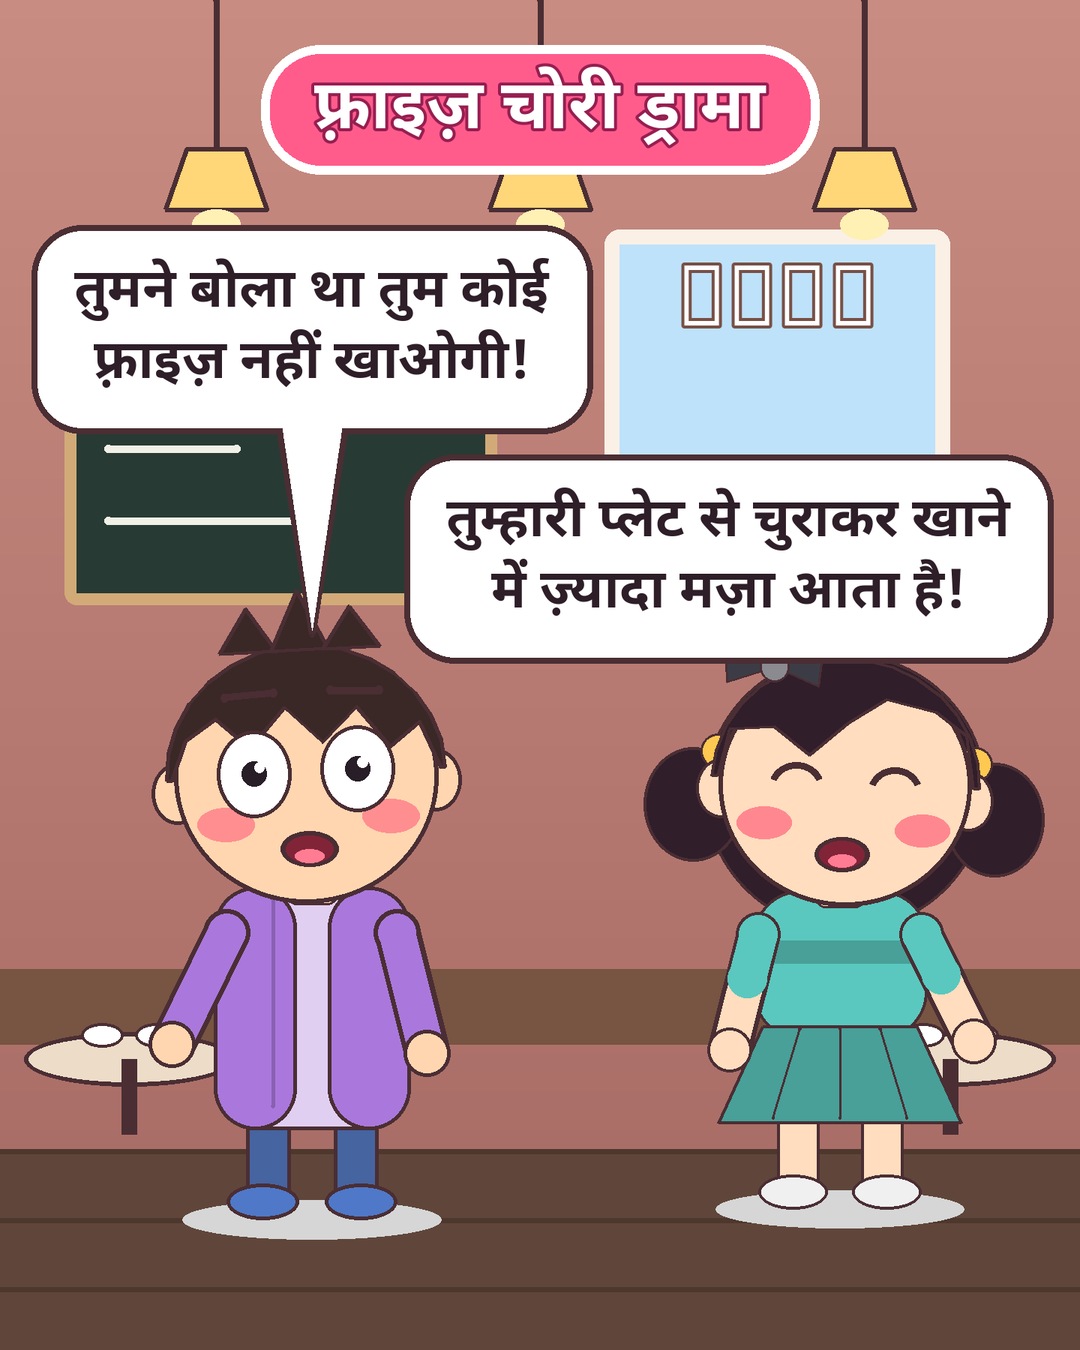 फ़्राइज़ चोरी ड्रामा
तुमने बोला था तुम कोई
फ़्राइज़ नहीं खाओगी!
तुम्हारी प्लेट से चुराकर खाने
में ज़्यादा मज़ा आता है!